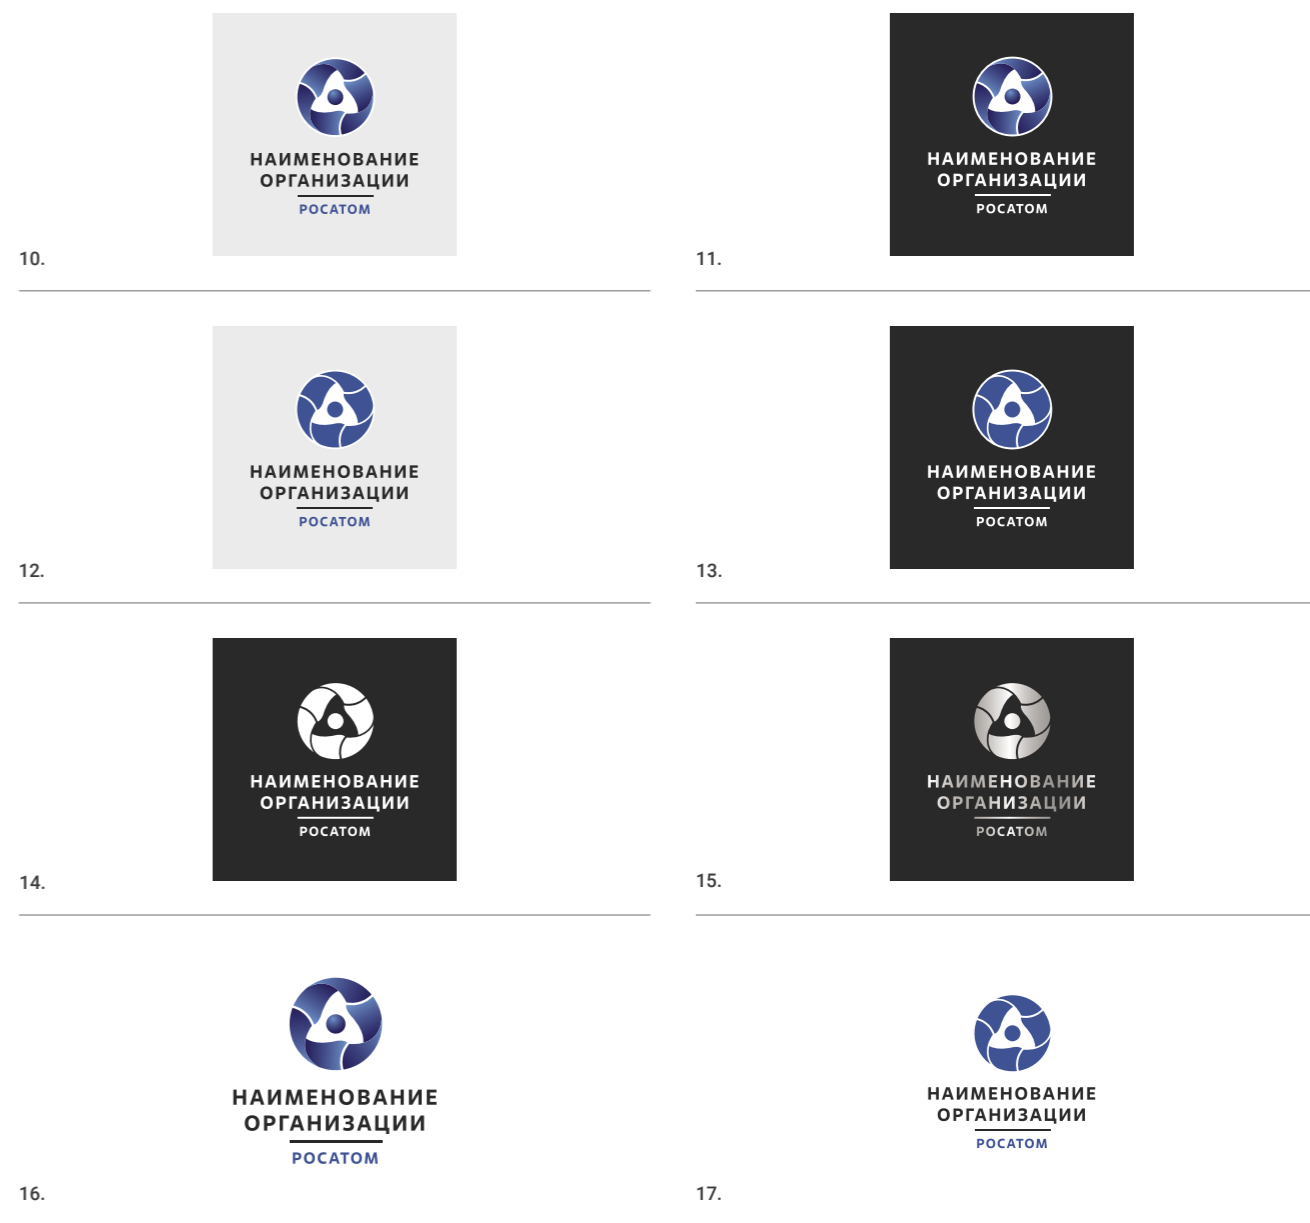 НАИМЕНОВАНИЕ
ОРГАНИЗАЦИИ
РОСАТОМ
10.
НАИМЕНОВАНИЕ
ОРГАНИЗАЦИИ
РОСАТОМ
11.
НАИМЕНОВАНИЕ
ОРГАНИЗАЦИИ
РОСАТОМ
12.
НАИМЕНОВАНИЕ
ОРГАНИЗАЦИИ
РОСАТОМ
13.
НАИМЕНОВАНИЕ
ОРГАНИЗАЦИИ
РОСАТОМ
14.
НАИМЕНОВАНИЕ
ОРГАНИЗАЦИИ
РОСАТОМ
15.
НАИМЕНОВАНИЕ
ОРГАНИЗАЦИИ
РОСАТОМ
16.
НАИМЕНОВАНИЕ
ОРГАНИЗАЦИИ
РОСАТОМ
17.